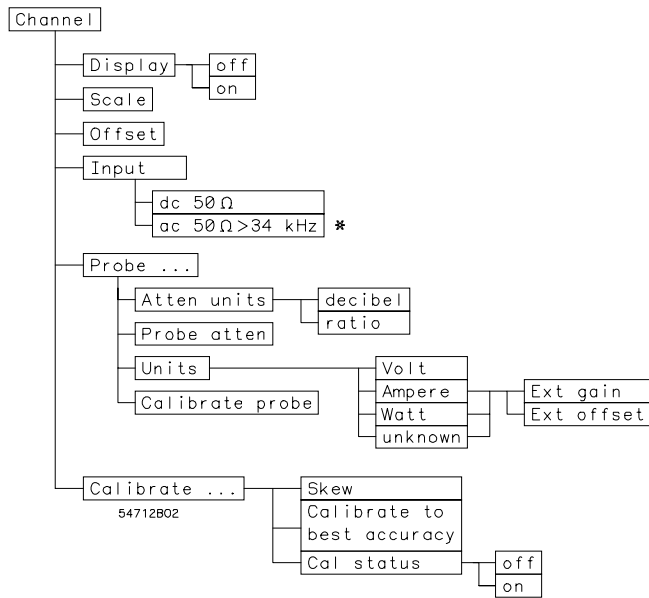 Channel
Display
off
on
Scale
Offset
Input
dc 50Ω
ac 50Ω>34 kHz *
Probe ...
Atten units
decibel
ratio
Probe atten
Units
Volt
Ampere
Ext gain
Watt
Ext offset
unknown
Calibrate probe
Calibrate ...
Skew
54712B02
Calibrate to
best accuracy
Cal status
off
on